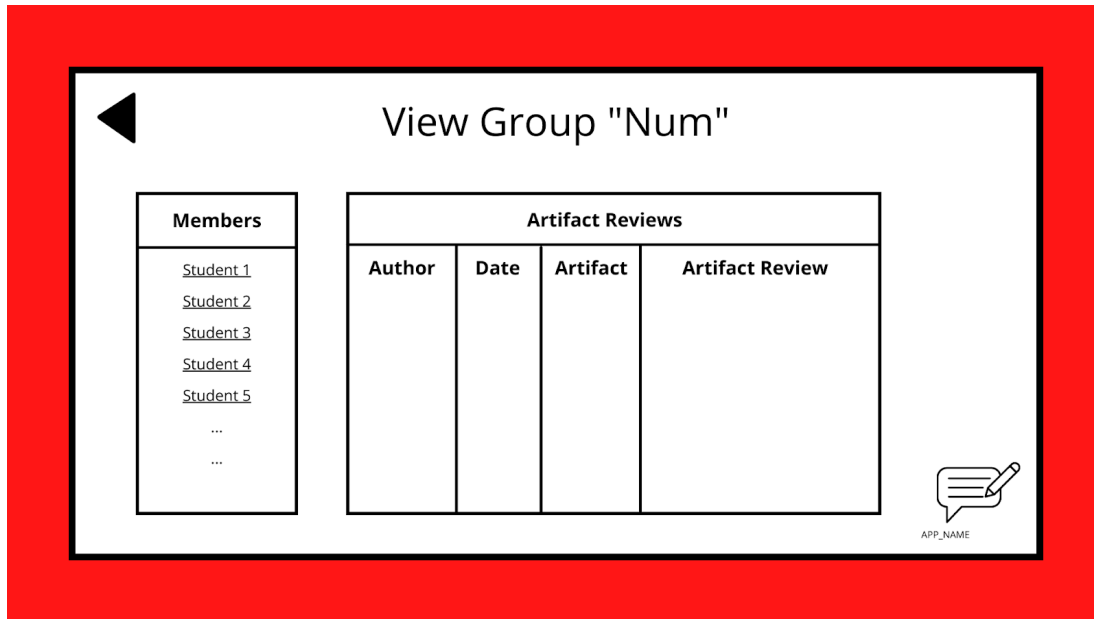 View Group "Num"
Members
Student 1
Student 2
Student 3
Student 4
Student 5
...
...
Artifact Reviews
Author Date Artifact Artifact Review
APP_NAME